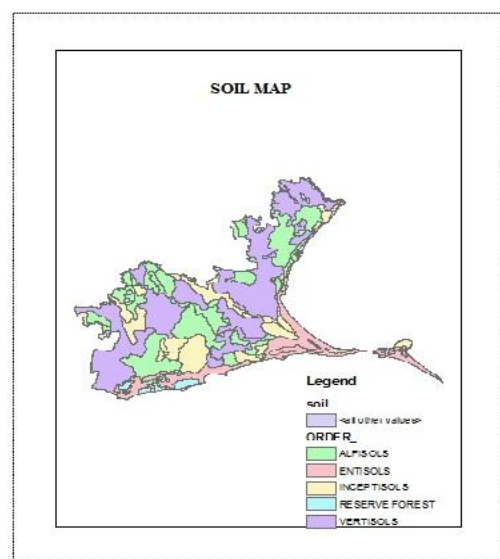 SOIL MAP
Legend
soil
<all other values>
ORDER_
ALFISOLS
ENTISOLS
INCEPTISOLS
RESERVE FOREST
VERTISOLS